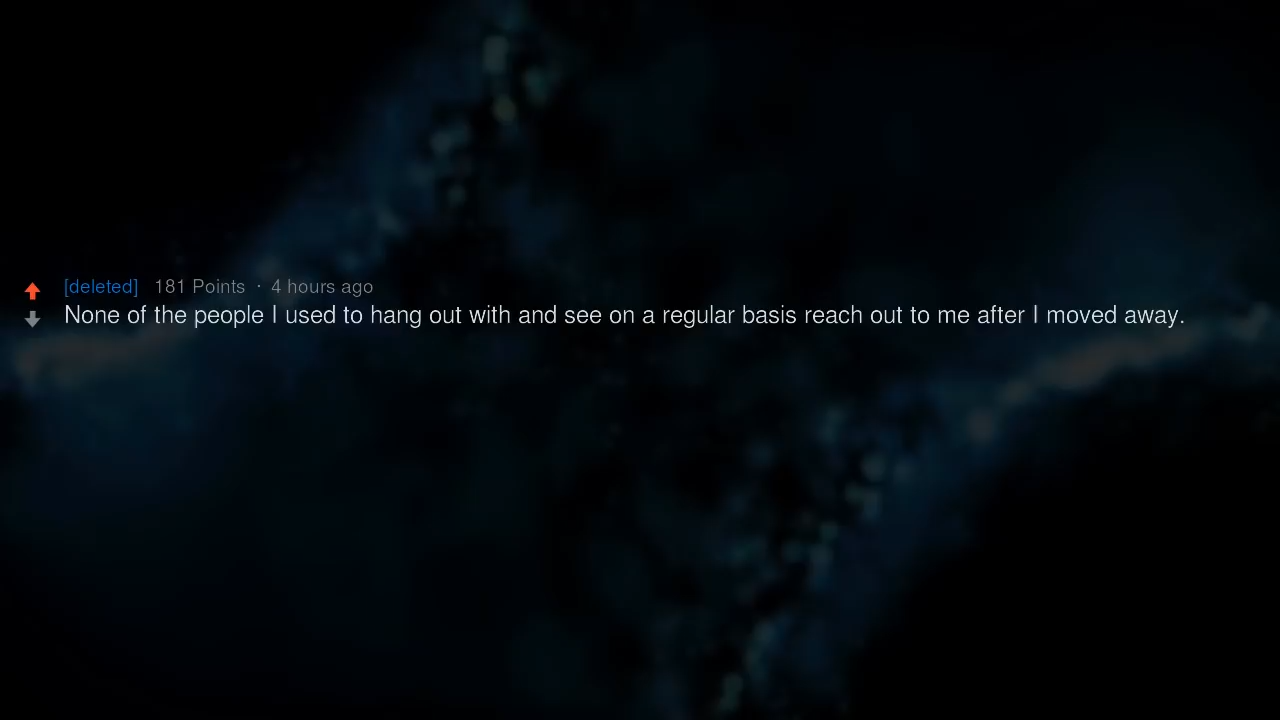 [deleted] 181 Points · 4 hours ago
None of the people I used to hang out with and see on a regular basis reach out to me after I moved away.